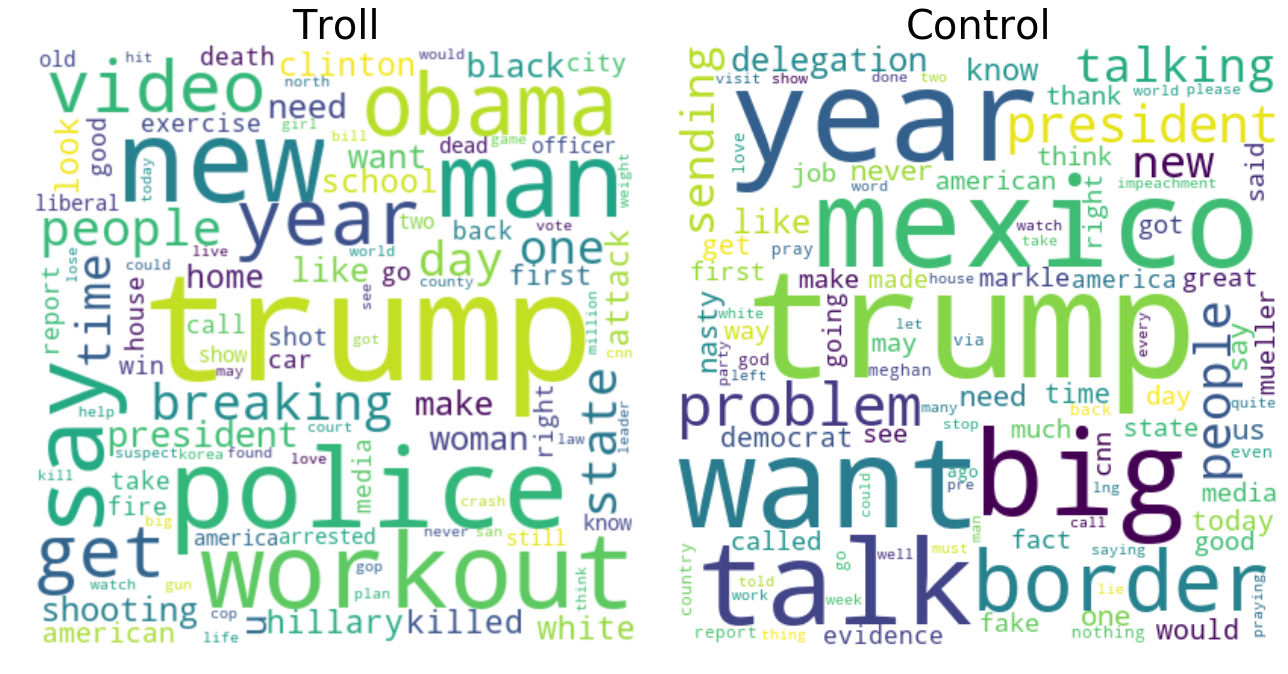 Troll
Control
old
hit
death
would
clinton
black
city
video
north
need
obama
look
good
exercise
girl
bill
dead
game
officer
new
today
want
school
man
weight
liberal
people
year
two
back
vote
one
live
world
day
report
lose
time
could
house
home
like
go
see
county
first
attack
trump
call
show
shot
car
got
million
cnn
win
may
say
help
breaking
make
state
leader
president
court
woman
right
law
suspect
korea
found
love
media
kill
take
fire
police
crash
know
big
america
arrested
never
san
still
get
watch
gun
workout
gop
plan
think
shooting
cop
u
hillary
killed
american
life
white
sending
delegation
visit
show
done
two
know
talking
thank
world
please
love
year
president
job
never
word
american
think
new
impeachment
said
like
mexico
watch
take
right
got
get
pray
first
make
made
house
markle
america
great
nasty
white
way
party
god
left
going
trump
let
may
via
meghan
every
people
say
mueller
problem
many
need
time
back
day
quite
democrat
see
stop
much
state
us
even
want
ago
pre
could
big
cnn
lng
call
media
today
good
called
man
fact
saying
country
talk
told
work
go
week
well
must
border
lie
praying
report
thing
evidence
fake
one
nothing
would